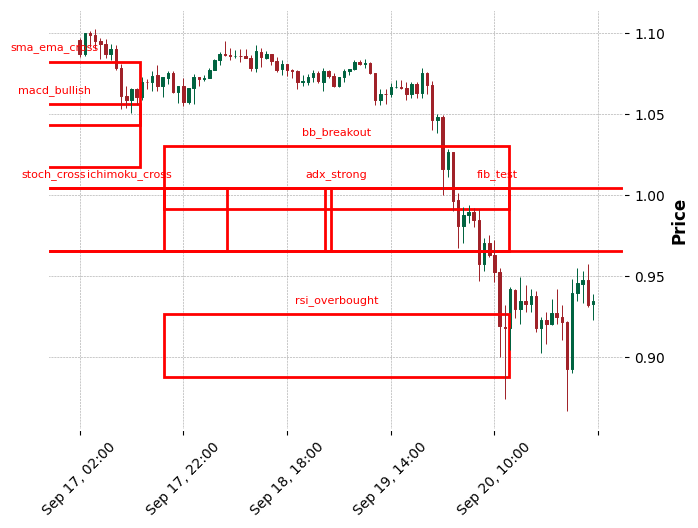 1.10
sma_ema_cross
macd_bullish
1.05
bb_breakout
stoch_cross
ichimoku_cross
adx_strong
fib_test
1.00
Price
0.95
rsi_overbought
0.90
Sep 17, 02:00
Sep 17, 22:00
Sep 18, 18:00
Sep 19, 14:00
Sep 20, 10:00